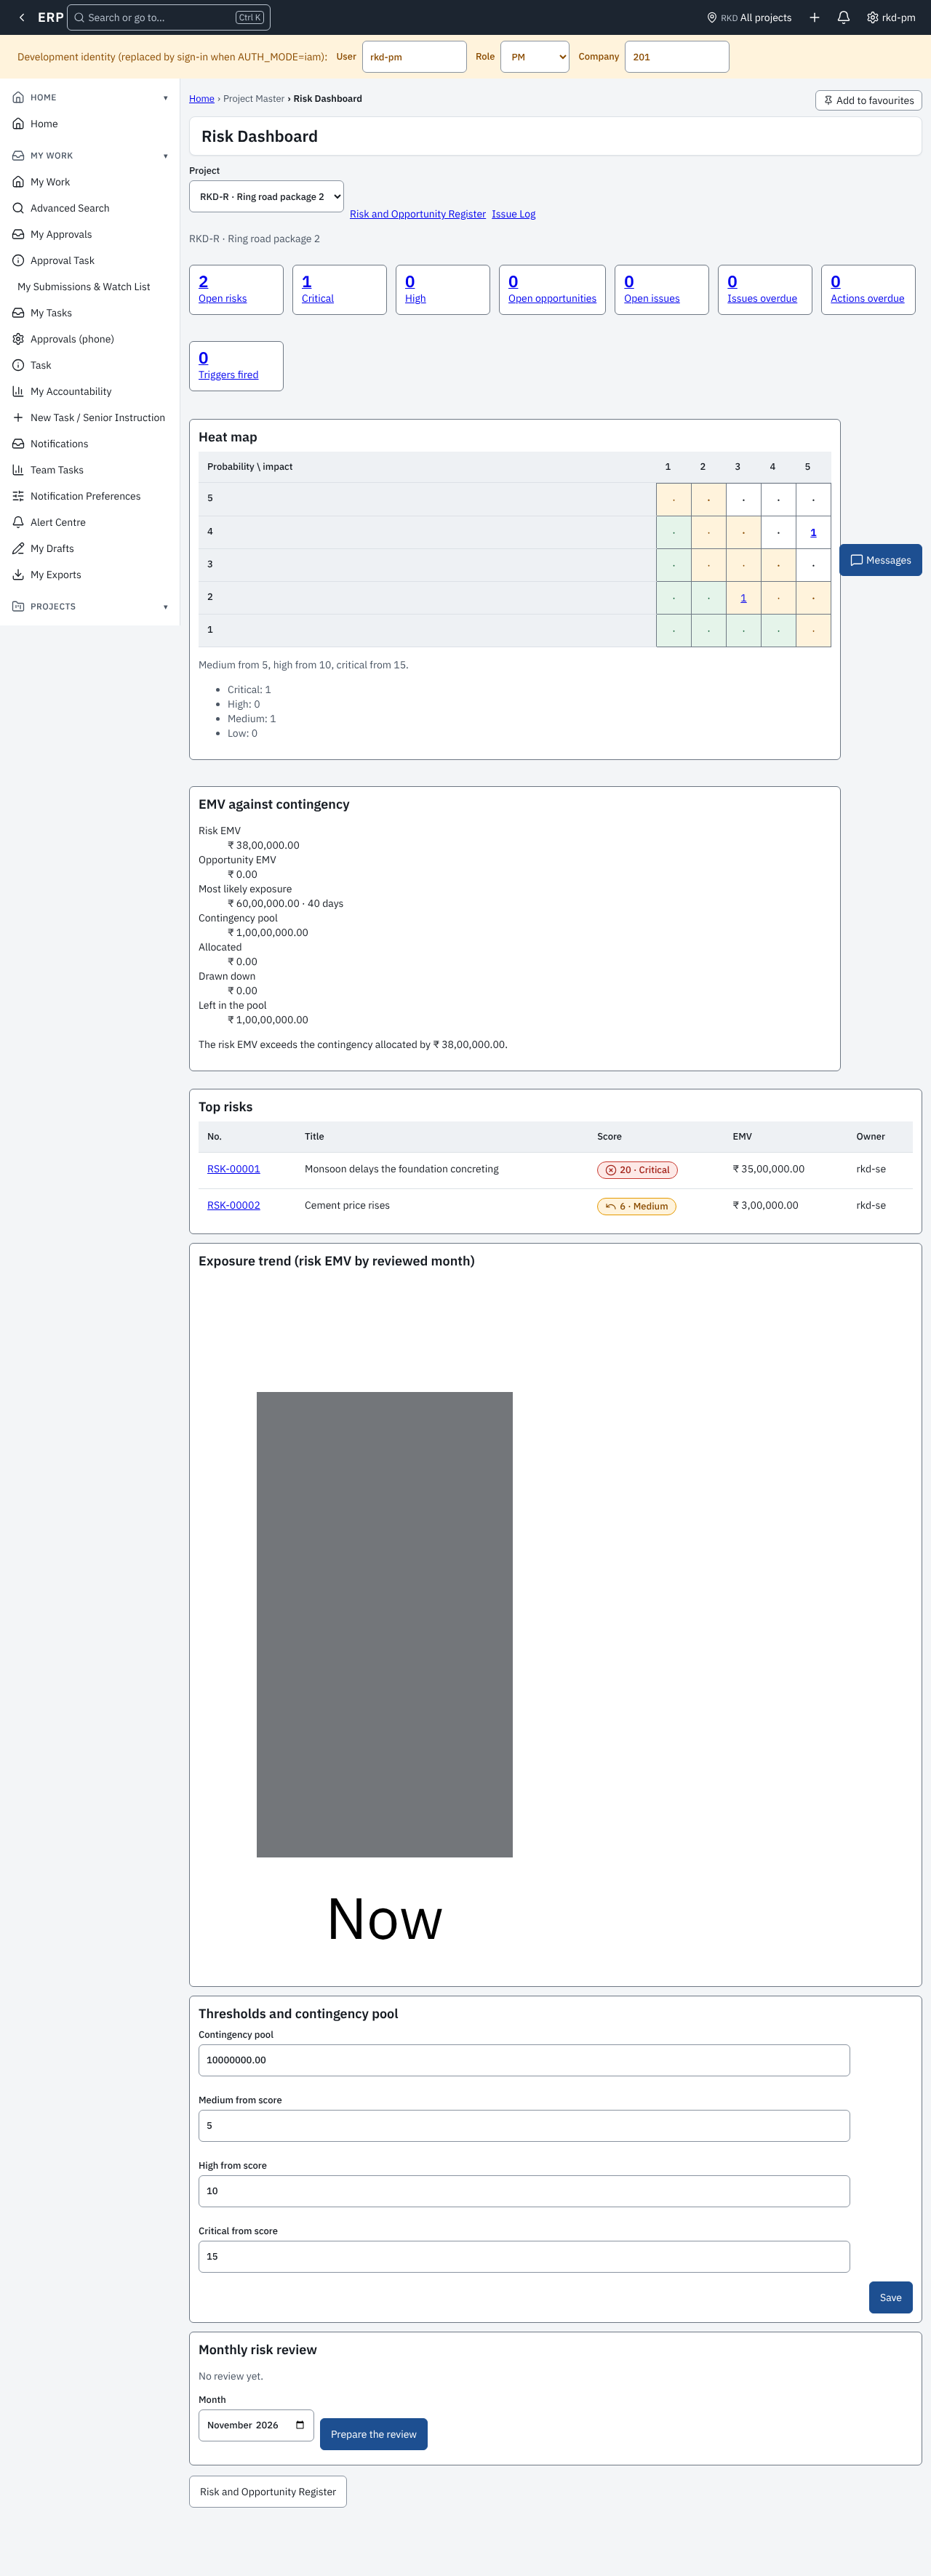 ERP
Search or go to...
Ctrl K
RKD All projects
rkd-pm
Development identity (replaced by sign-in when AUTH_MODE=iam):
User
rkd-pm
Role
PM
Company
201
HOME
Home
MY WORK
My Work
Advanced Search
My Approvals
Approval Task
My Submissions & Watch List
My Tasks
Approvals (phone)
Task
My Accountability
New Task / Senior Instruction
Notifications
Team Tasks
Notification Preferences
Alert Centre
My Drafts
My Exports
PROJECTS
Home › Project Master › Risk Dashboard
Add to favourites
Risk Dashboard
Project
RKD-R · Ring road package 2
Risk and Opportunity Register Issue Log
RKD-R · Ring road package 2
2
Open risks
1
Critical
0
High
0
Open opportunities
0
Open issues
0
Issues overdue
0
Actions overdue
0
Triggers fired
Heat map
Probability \ impact 1 2 3 4 5
5 · · · · ·
4 · · · · 1
3 · · · · ·
2 · · 1 · ·
1 · · · · ·
Medium from 5, high from 10, critical from 15.
• Critical: 1
• High: 0
• Medium: 1
• Low: 0
Messages
EMV against contingency
Risk EMV
₹ 38,00,000.00
Opportunity EMV
₹ 0.00
Most likely exposure
₹ 60,00,000.00 · 40 days
Contingency pool
₹ 1,00,00,000.00
Allocated
₹ 0.00
Drawn down
₹ 0.00
Left in the pool
₹ 1,00,00,000.00
The risk EMV exceeds the contingency allocated by ₹ 38,00,000.00.
Top risks
No. Title Score EMV Owner
RSK-00001 Monsoon delays the foundation concreting 20 · Critical ₹ 35,00,000.00 rkd-se
RSK-00002 Cement price rises 6 · Medium ₹ 3,00,000.00 rkd-se
Exposure trend (risk EMV by reviewed month)
Now
Thresholds and contingency pool
Contingency pool
10000000.00
Medium from score
5
High from score
10
Critical from score
15
Save
Monthly risk review
No review yet.
Month
November 2026
Prepare the review
Risk and Opportunity Register